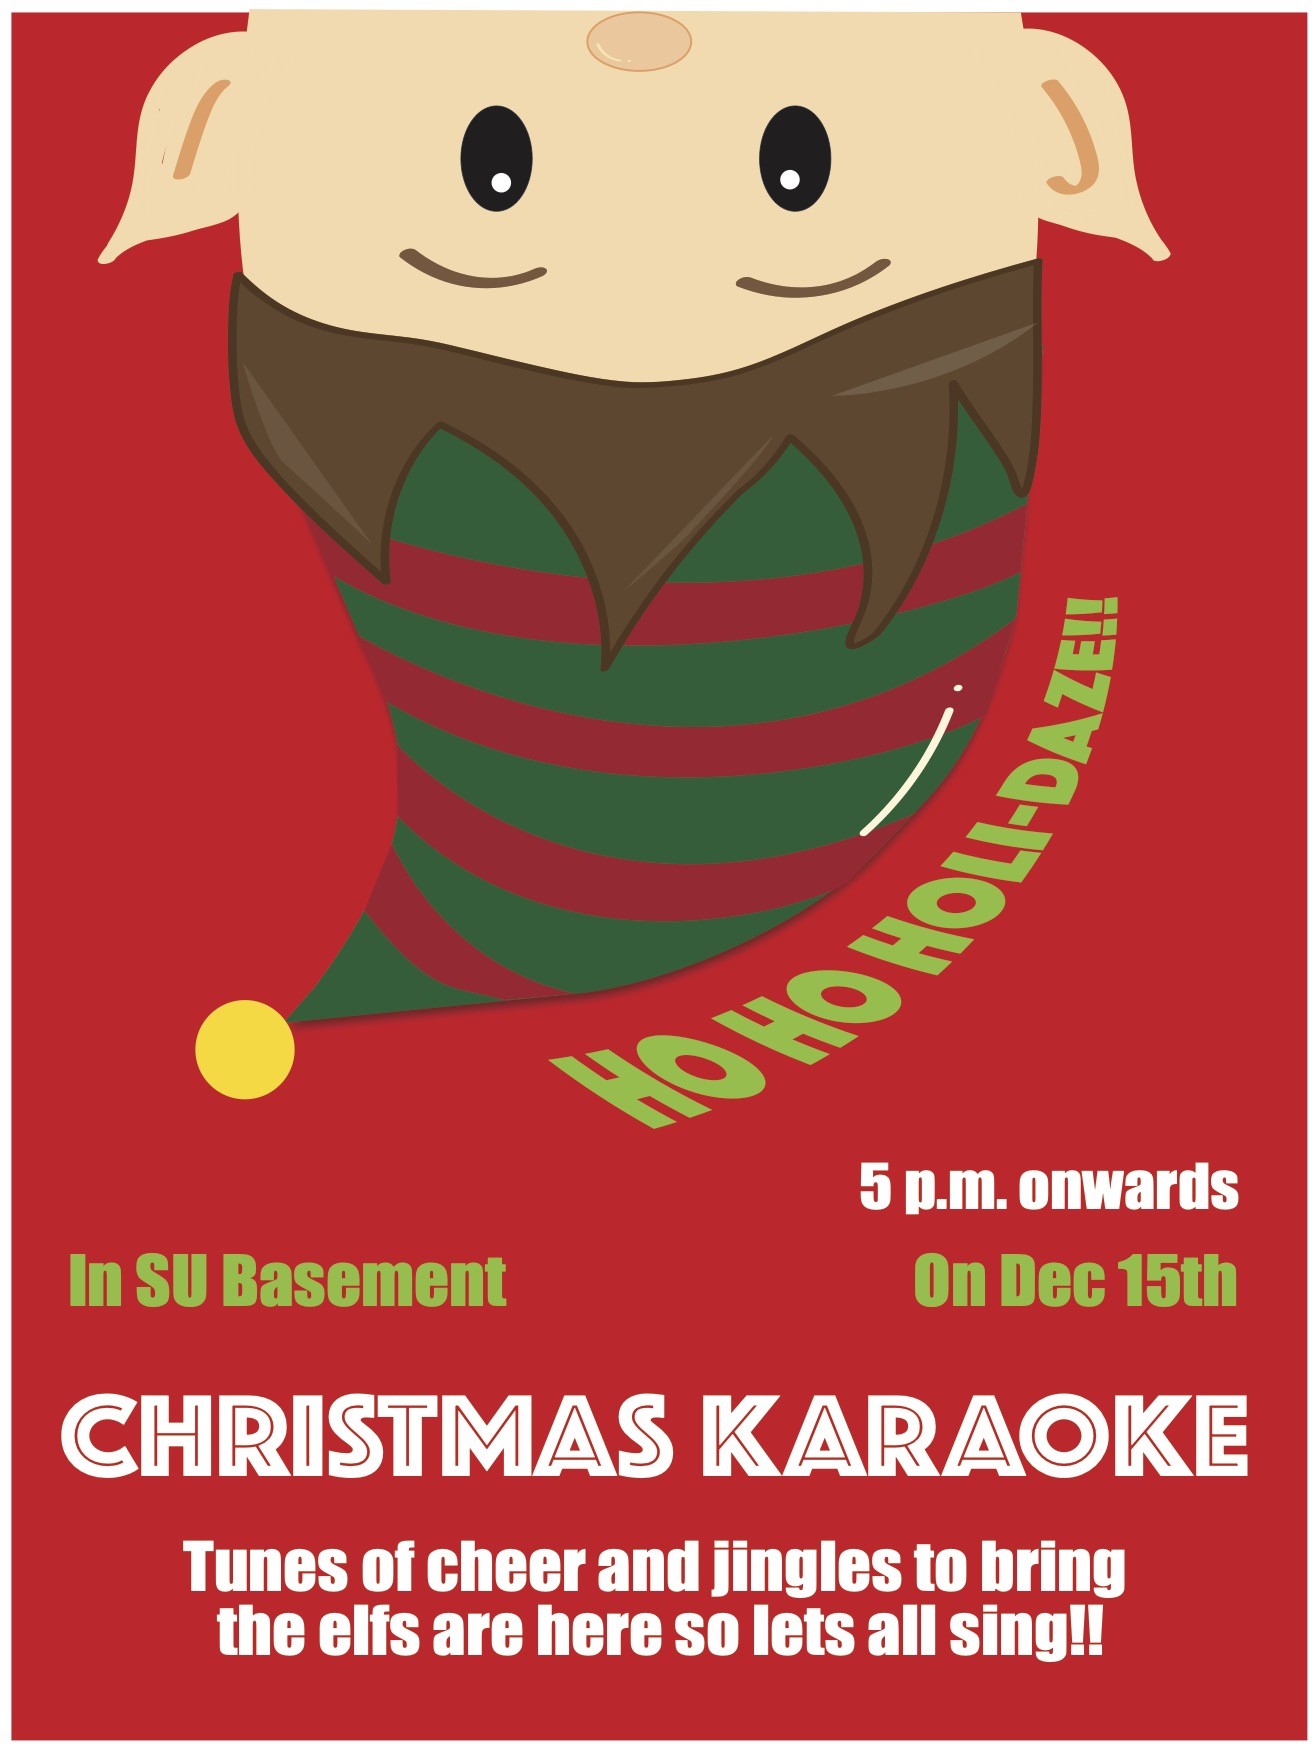 HO HO HOLI-DAZE!!
5 p.m. onwards
In SU Basement
On Dec 15th
CHRISTMAS KARAOKE
Tunes of cheer and jingles to bring
the elfs are here so lets all sing!!